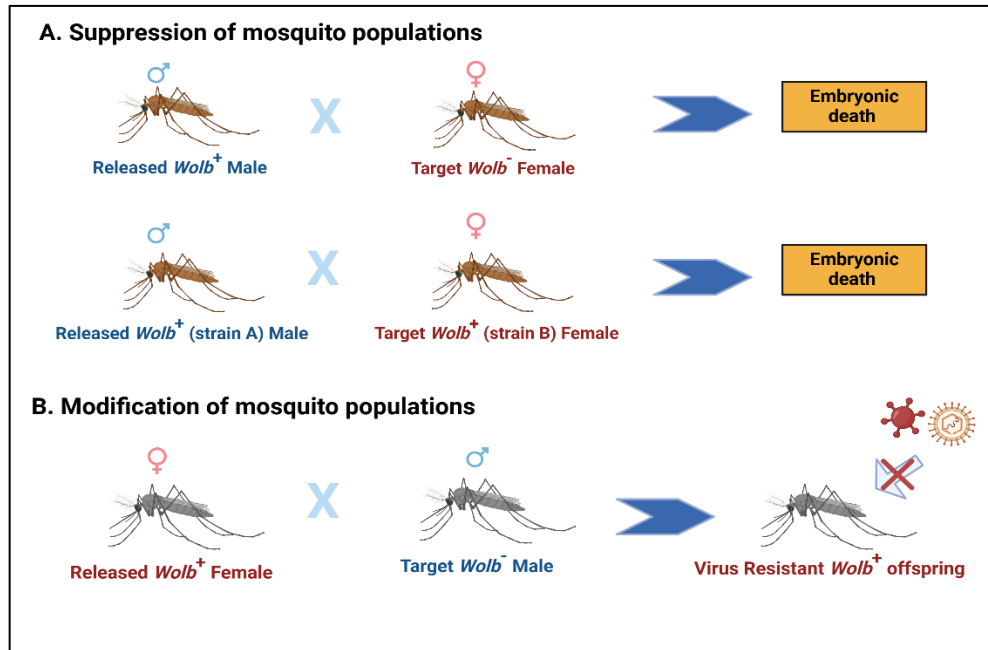 A. Suppression of mosquito populations
♂ ♀
X
Embryonic
death
Released Wolb⁺ Male
Target Wolb⁻ Female
♂ ♀
X
Embryonic
death
Released Wolb⁺ (strain A) Male
Target Wolb⁺ (strain B) Female
B. Modification of mosquito populations
♀ ♂
X
Released Wolb⁺ Female
Target Wolb⁻ Male
Virus Resistant Wolb⁺ offspring